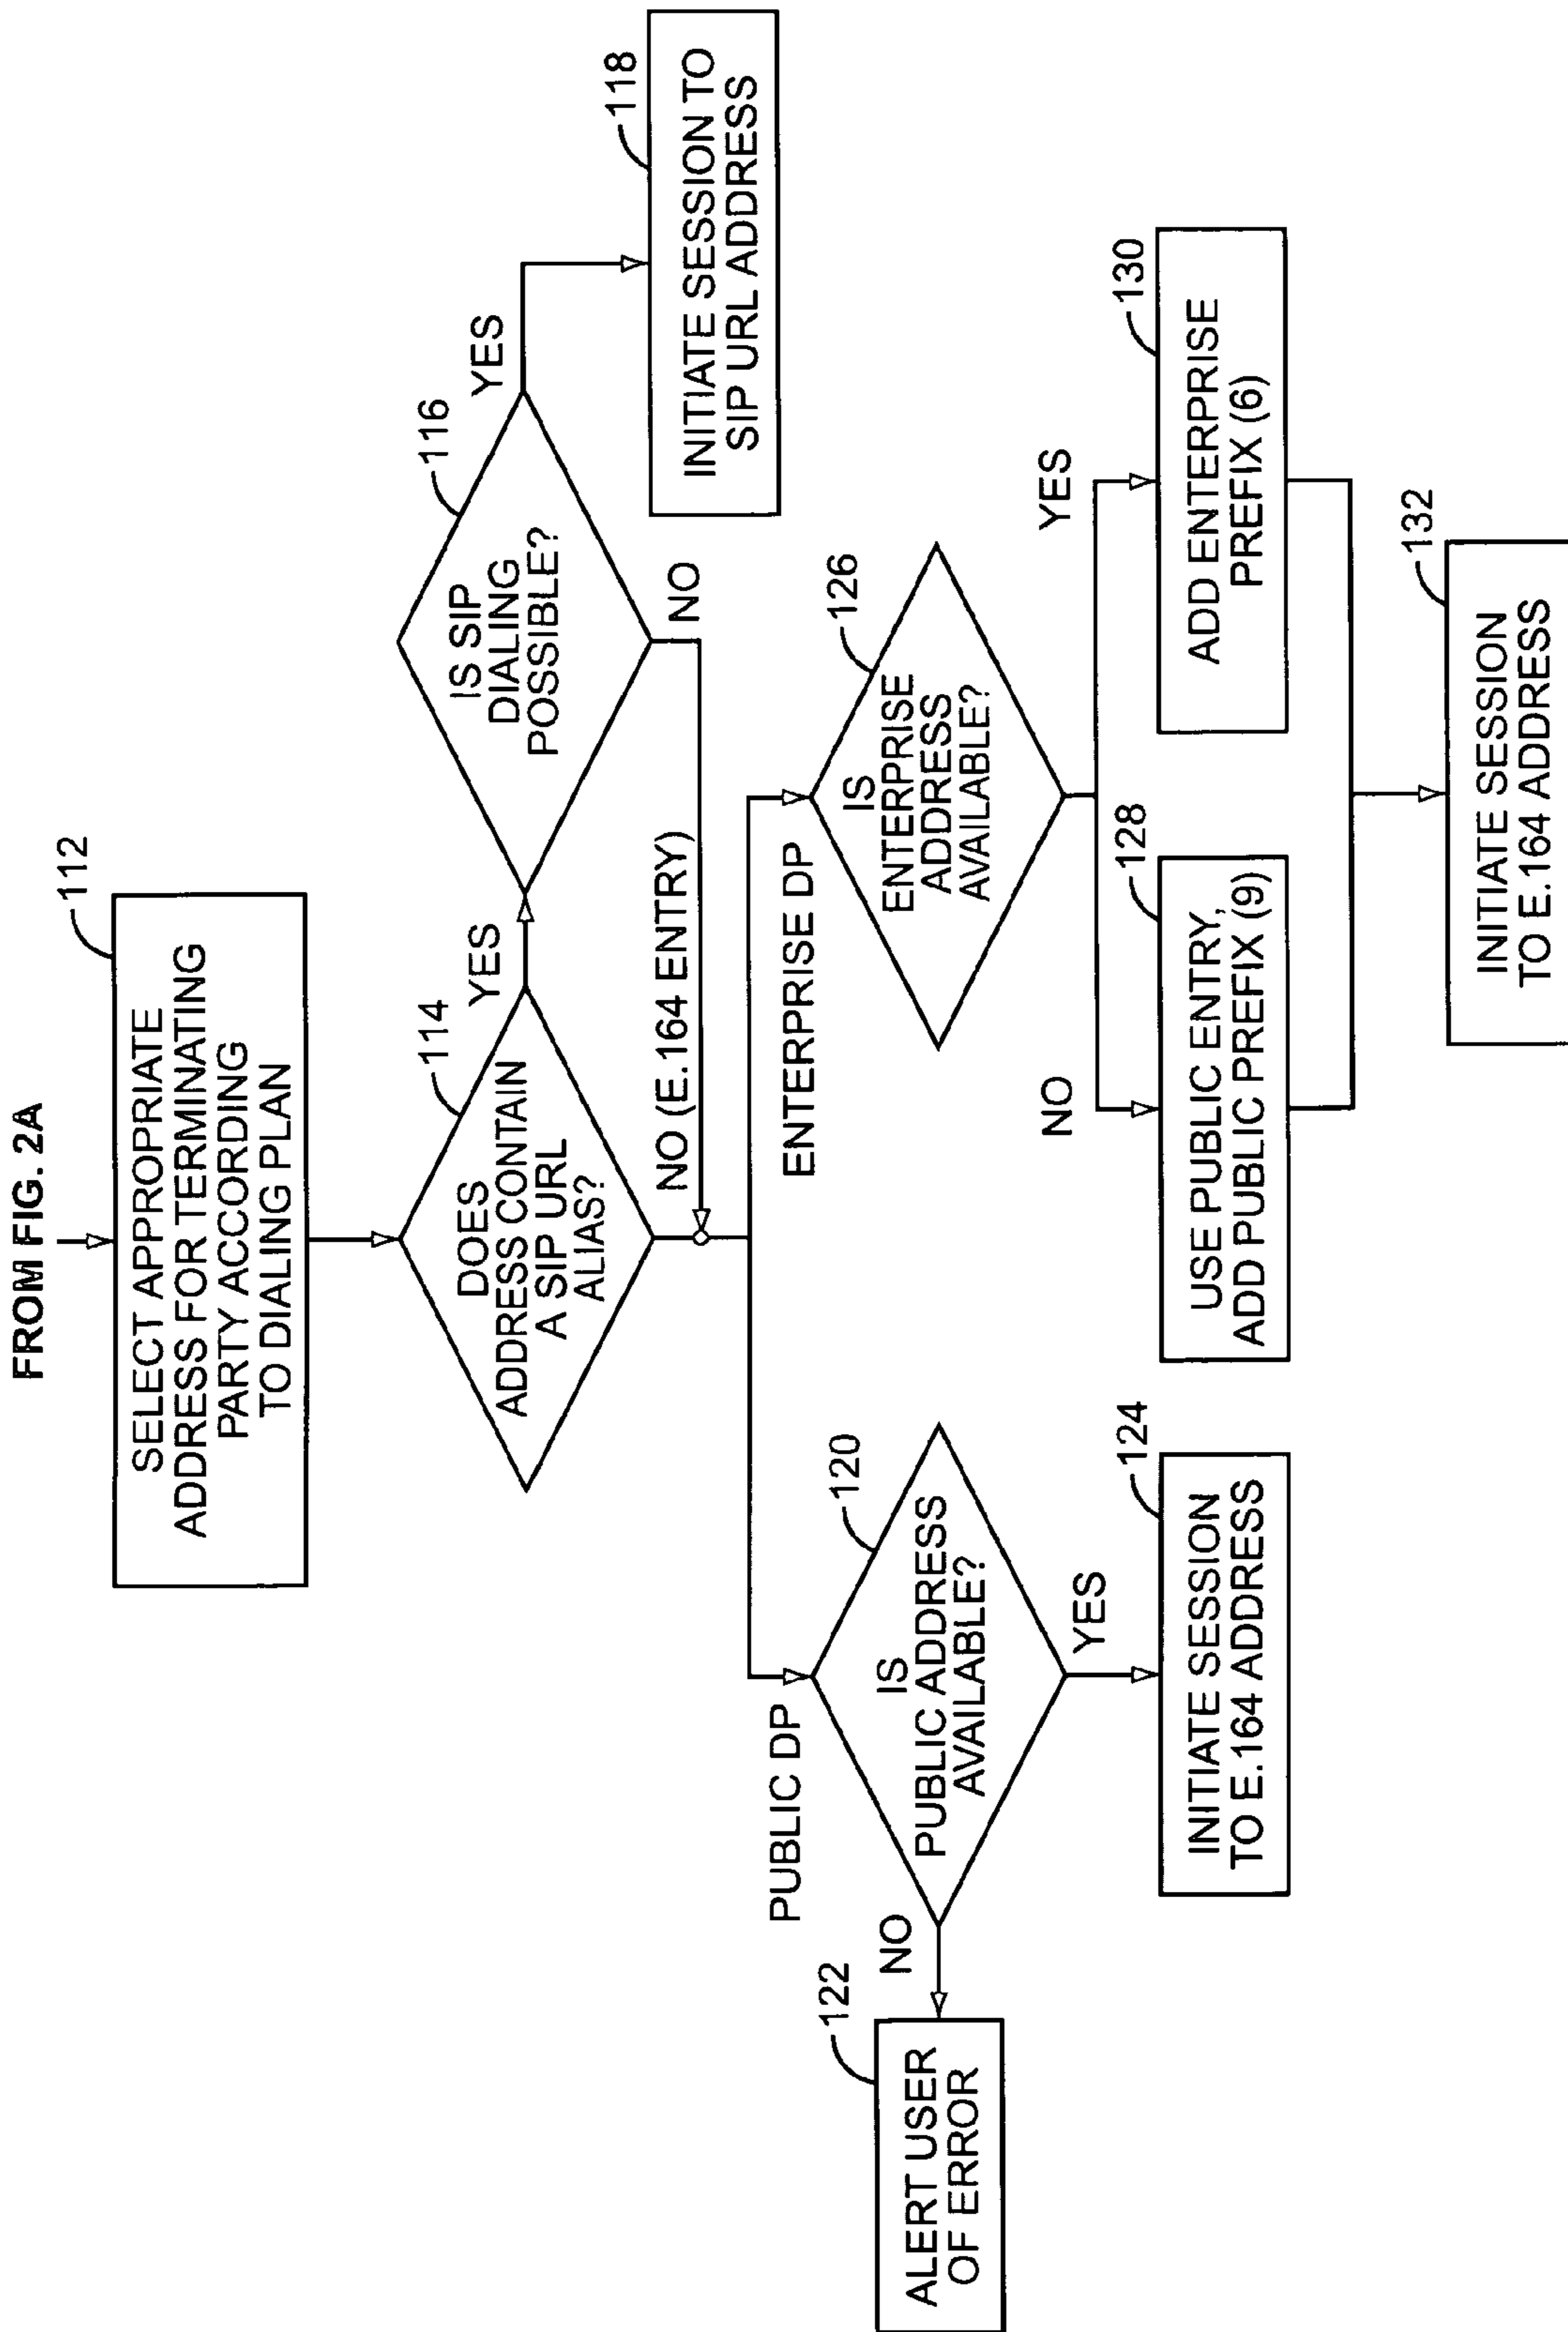 FROM FIG. 2A
112
SELECT APPROPRIATE
ADDRESS FOR TERMINATING
PARTY ACCORDING
TO DIALING PLAN
114
DOES
ADDRESS CONTAIN
A SIP URL
ALIAS?
YES
116
IS SIP
DIALING
POSSIBLE?
YES
118
INITIATE SESSION TO
SIP URL ADDRESS
NO
NO (E.164 ENTRY)
PUBLIC DP
ENTERPRISE DP
120
IS
PUBLIC ADDRESS
AVAILABLE?
NO
122
ALERT USER
OF ERROR
YES
124
INITIATE SESSION
TO E.164 ADDRESS
126
IS
ENTERPRISE
ADDRESS
AVAILABLE?
NO
128
USE PUBLIC ENTRY,
ADD PUBLIC PREFIX (9)
YES
130
ADD ENTERPRISE
PREFIX (6)
132
INITIATE SESSION
TO E.164 ADDRESS